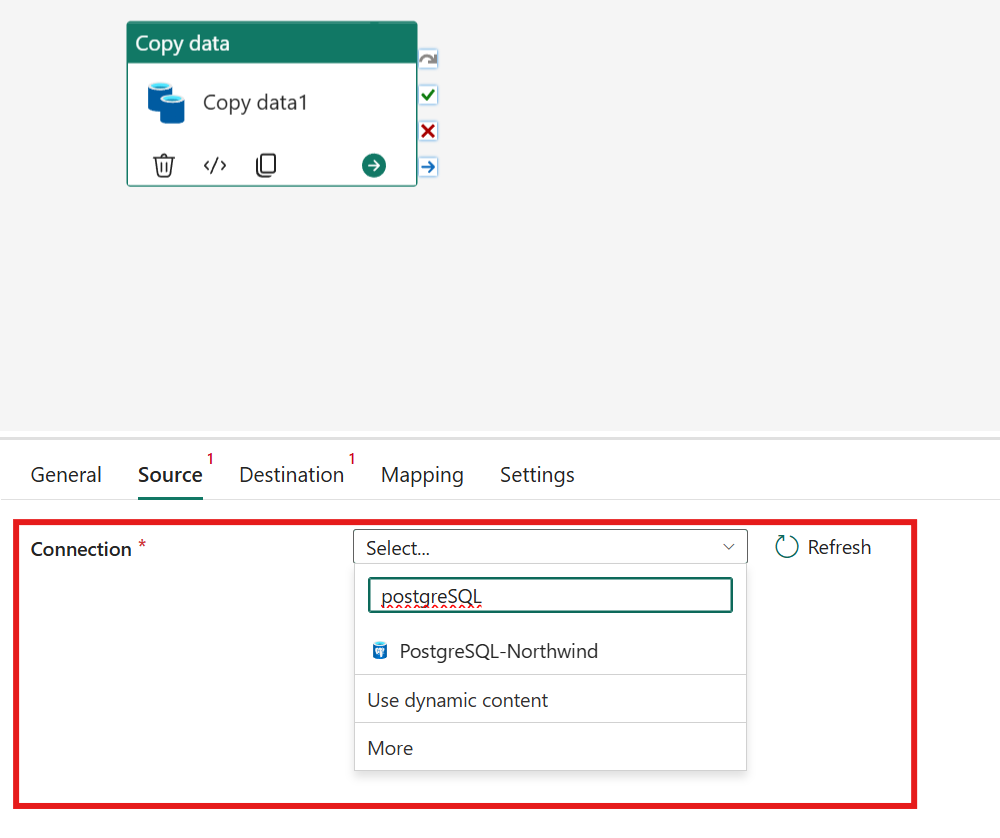 Copy data
Copy data1
General Source 1 Destination 1 Mapping Settings
Connection * Select... Refresh
postgreSQL
PostgreSQL-Northwind
Use dynamic content
More